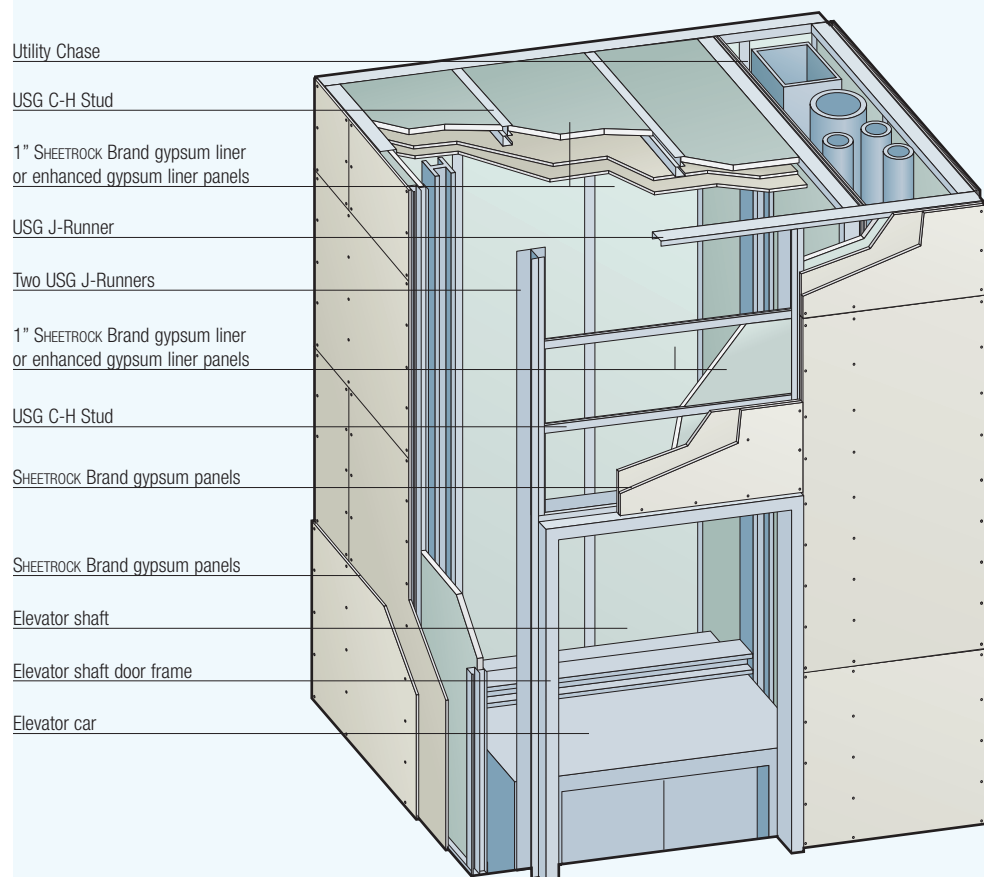 Utility Chase
USG C-H Stud
1" SHEETROCK Brand gypsum liner
or enhanced gypsum liner panels
USG J-Runner
Two USG J-Runners
1" SHEETROCK Brand gypsum liner
or enhanced gypsum liner panels
USG C-H Stud
SHEETROCK Brand gypsum panels
SHEETROCK Brand gypsum panels
Elevator shaft
Elevator shaft door frame
Elevator car